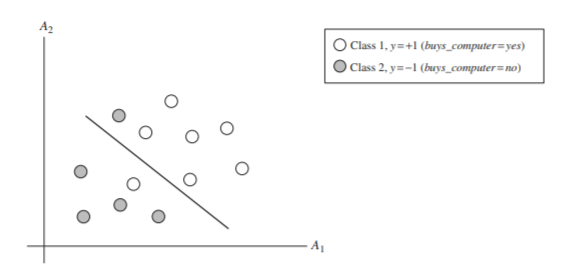 A2
Class 1, y=+1 (buys_computer=yes)
Class 2, y=−1 (buys_computer=no)
A1